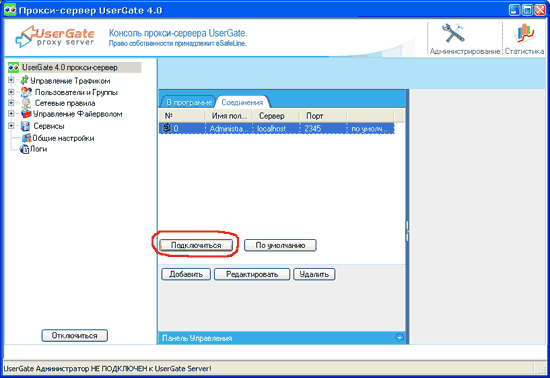 Прокси-сервер UserGate 4.0
UserGate
proxy server
Консоль прокси-сервера UserGate.
Право собственности принадлежит eSafeLine.
Администрирование
Статистика
UserGate 4.0 прокси-сервер
Управление Трафиком
Пользователи и Группы
Сетевые правила
Управление Файерволом
Сервисы
Общие настройки
Логи
В программе Соединения
№ Имя пол... Сервер Порт
0 Administra... localhost 2345 по умолч...
Подключиться По умолчанию
Добавить Редактировать Удалить
Отключиться
Панель Управления
UserGate Администратор НЕ ПОДКЛЮЧЕН к UserGate Server!